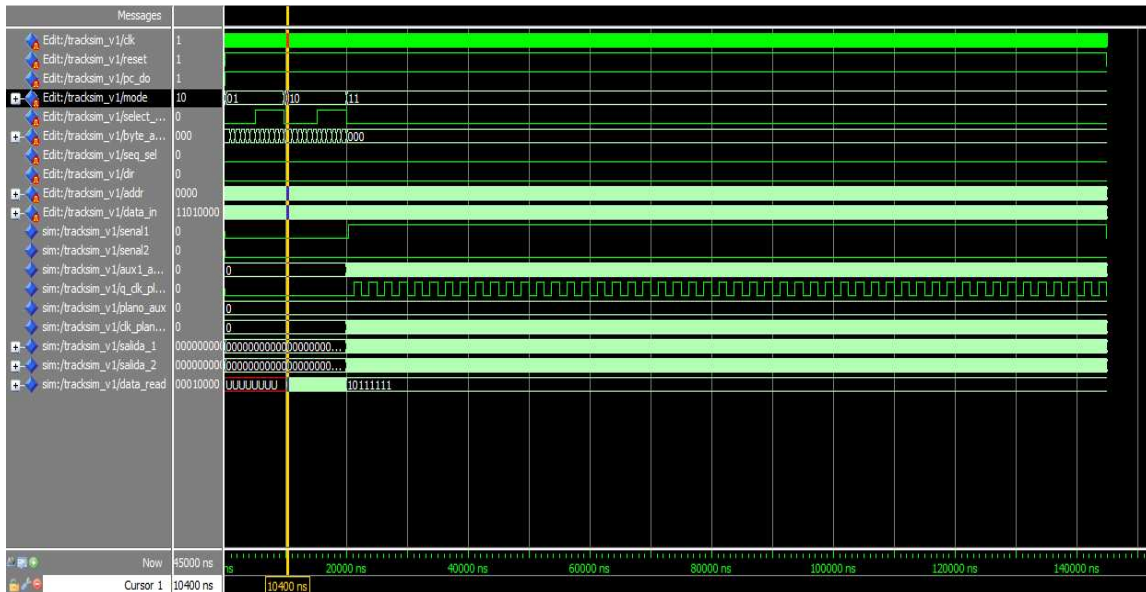 Messages
Edit:/tracksim_v1/clk 1
Edit:/tracksim_v1/reset 1
Edit:/tracksim_v1/pc_do 1
Edit:/tracksim_v1/mode 10 01 10 11
Edit:/tracksim_v1/select_... 0
Edit:/tracksim_v1/byte_a... 000 000
Edit:/tracksim_v1/seq_sel 0
Edit:/tracksim_v1/dir 0
Edit:/tracksim_v1/addr 0000
Edit:/tracksim_v1/data_in 11010000
sim:/tracksim_v1/senal1 0
sim:/tracksim_v1/senal2 0
sim:/tracksim_v1/aux1_a... 0 0
sim:/tracksim_v1/q_clk_pl... 0
sim:/tracksim_v1/plano_aux 0 0
sim:/tracksim_v1/clk_plan... 0 0
sim:/tracksim_v1/salida_1
sim:/tracksim_v1/salida_2
sim:/tracksim_v1/data_read 00010000 UUUUUUUU 10111111
Now 45000 ns ns 20000 ns 40000 ns 60000 ns 80000 ns 100000 ns 120000 ns 140000 ns
Cursor 1 10400 ns 10400 ns